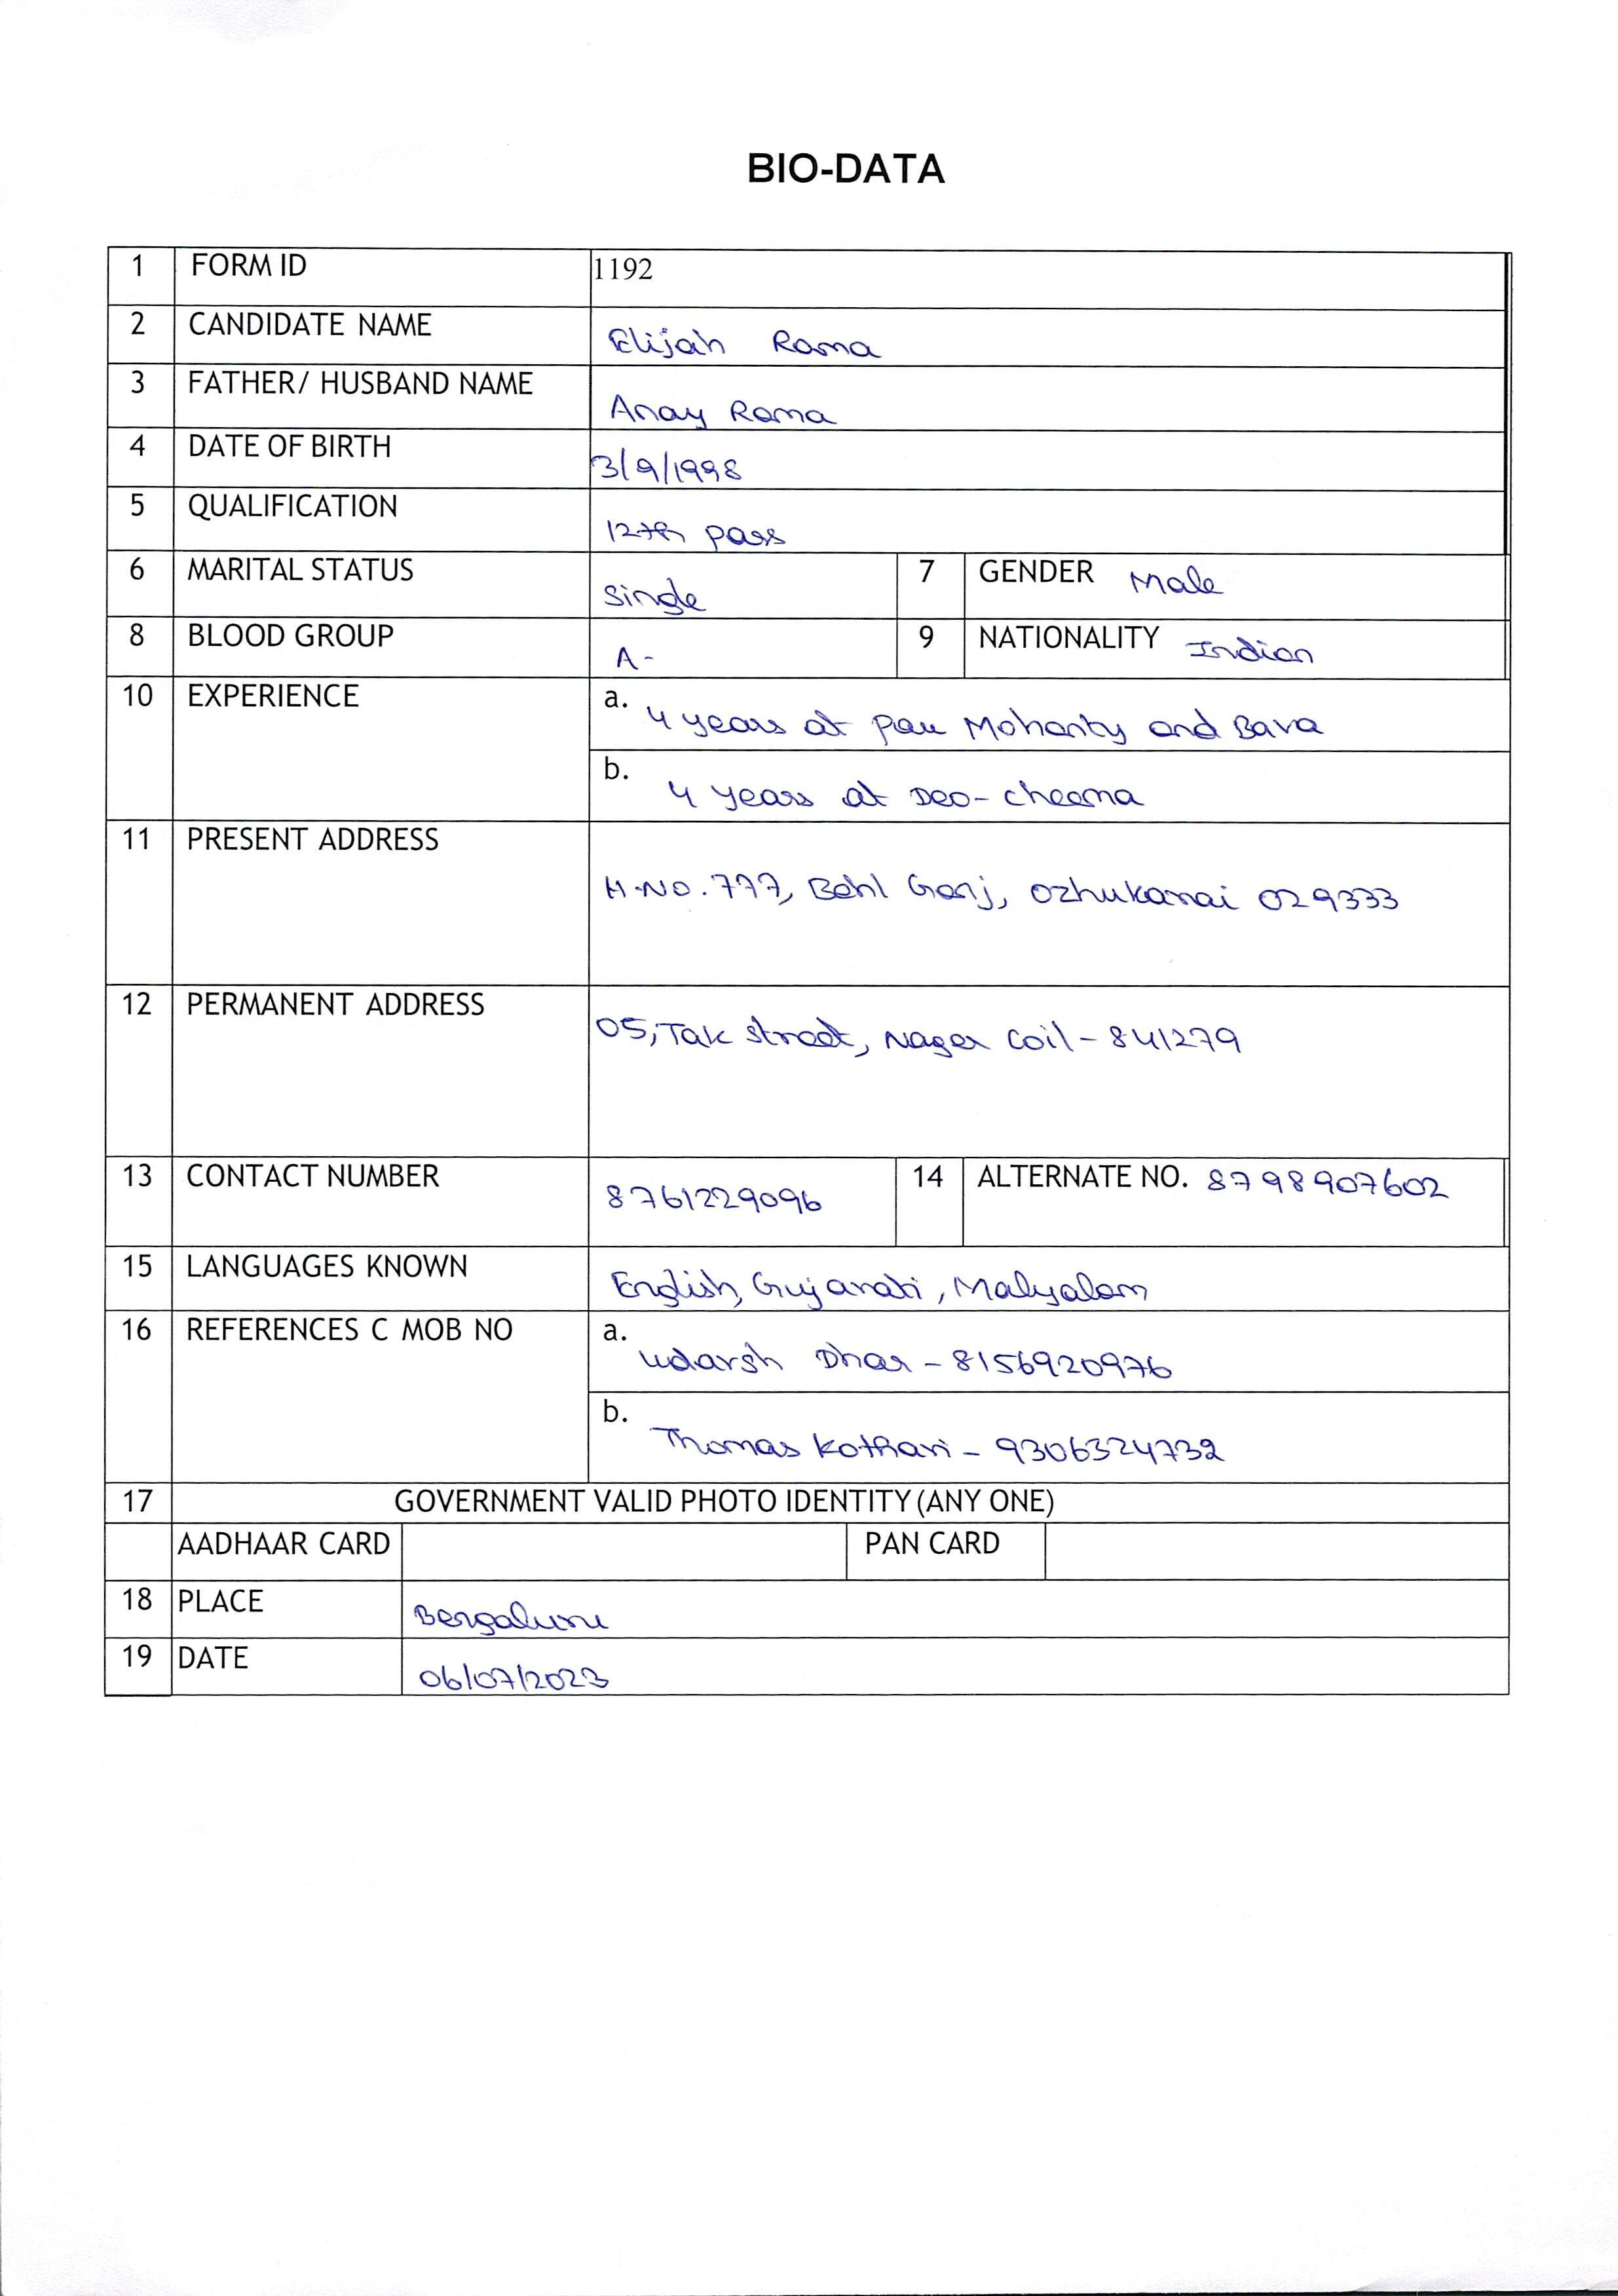 BIO-DATA
1 FORM ID 1192
2 CANDIDATE NAME Elijah Rama
3 FATHER/ HUSBAND NAME Anay Rama
4 DATE OF BIRTH 3/9/1998
5 QUALIFICATION 12th pass
6 MARITAL STATUS Single 7 GENDER Male
8 BLOOD GROUP A- 9 NATIONALITY Indian
10 EXPERIENCE a. 4 years at Mohanty and Bava
b. 4 years at Deo-cheema
11 PRESENT ADDRESS H.NO.777, Bahl Ganj, Ozhukarai 029333
12 PERMANENT ADDRESS 05, Tak street, Nager coil - 841279
13 CONTACT NUMBER 8761229096 14 ALTERNATE NO. 8798907602
15 LANGUAGES KNOWN English, Gujarati, Malyalam
16 REFERENCES C MOB NO a. Udarsh Dhar - 8156920976
b. Thomas Kothari - 9306324732
17 GOVERNMENT VALID PHOTO IDENTITY (ANY ONE)
AADHAAR CARD PAN CARD
18 PLACE Bengaluru
19 DATE 06/07/2023